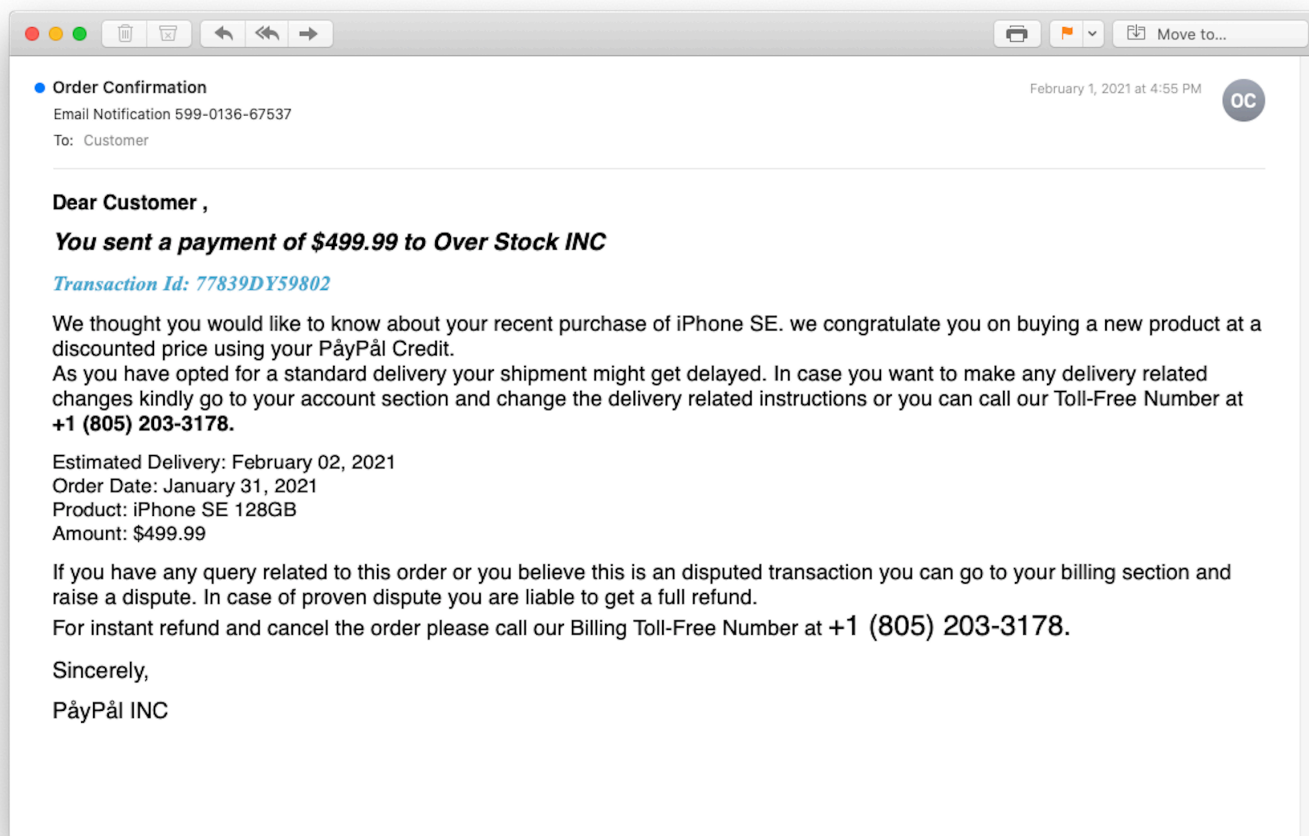 Move to...
Order Confirmation
February 1, 2021 at 4:55 PM
OC
Email Notification 599-0136-67537
To: Customer
Dear Customer ,
You sent a payment of $499.99 to Over Stock INC
Transaction Id: 77839DY59802
We thought you would like to know about your recent purchase of iPhone SE. we congratulate you on buying a new product at a
discounted price using your PåyPål Credit.
As you have opted for a standard delivery your shipment might get delayed. In case you want to make any delivery related
changes kindly go to your account section and change the delivery related instructions or you can call our Toll-Free Number at
+1 (805) 203-3178.
Estimated Delivery: February 02, 2021
Order Date: January 31, 2021
Product: iPhone SE 128GB
Amount: $499.99
If you have any query related to this order or you believe this is an disputed transaction you can go to your billing section and
raise a dispute. In case of proven dispute you are liable to get a full refund.
For instant refund and cancel the order please call our Billing Toll-Free Number at +1 (805) 203-3178.
Sincerely,
PåyPål INC